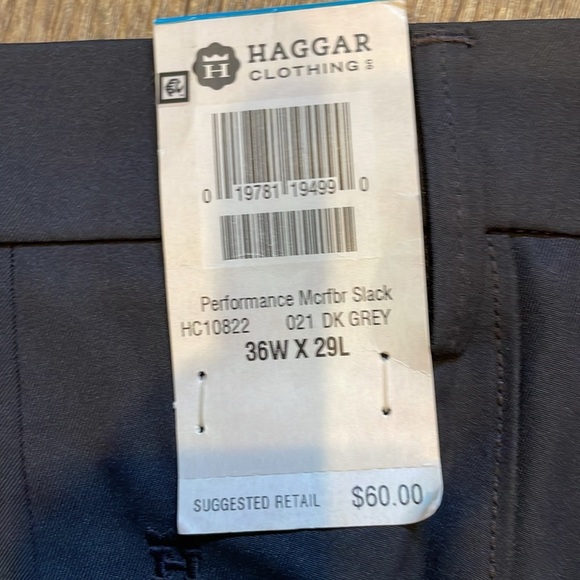 HAGGAR
CLOTHING CO
H
0 19781 19499 0
Performance Mcrfbr Slack
HC10822 021 DK GREY
36W X 29L
SUGGESTED RETAIL $60.00
H